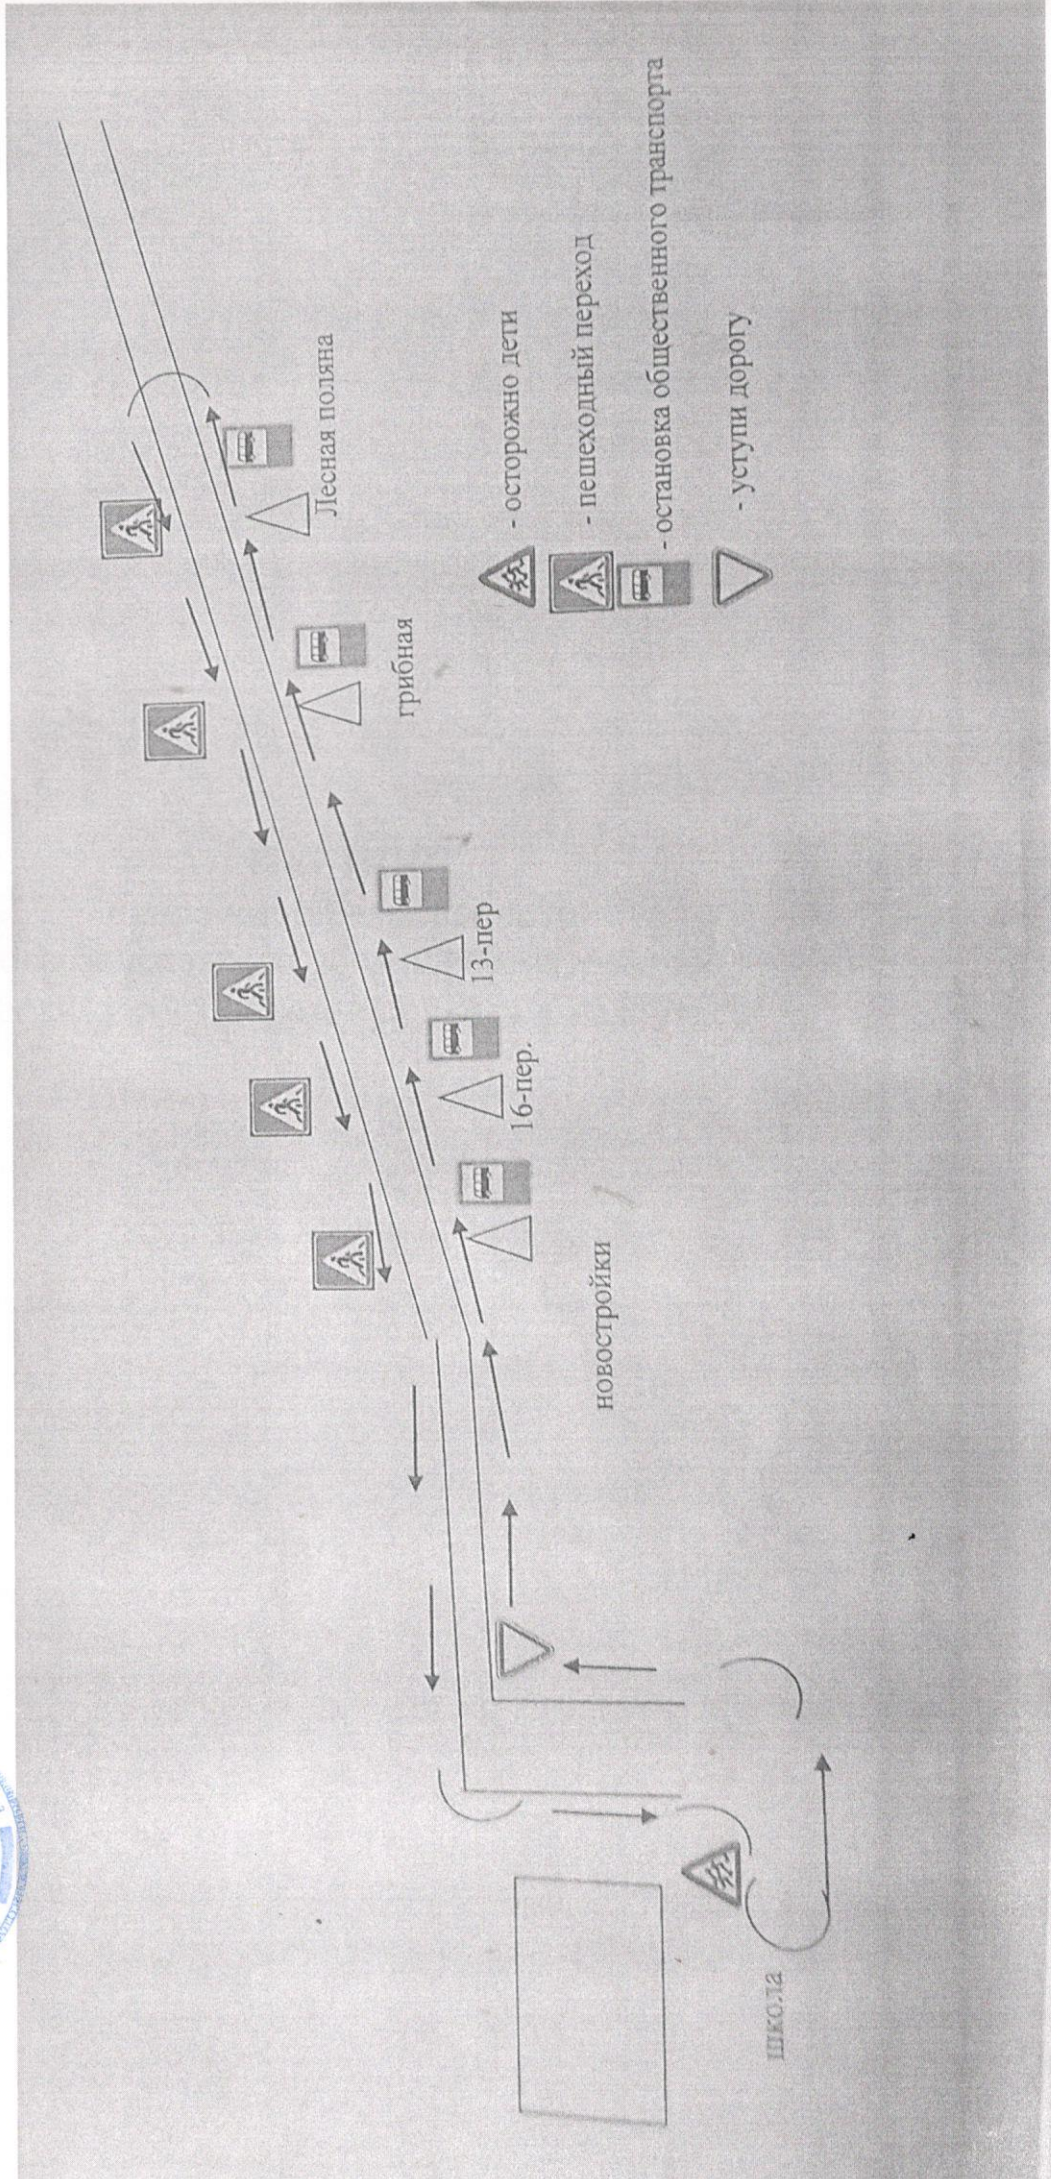 Лесная поляна
грибная
13-пер
16-пер.
новостройки
школа
- осторожно дети
- пешеходный переход
- остановка общественного транспорта
- уступи дорогу